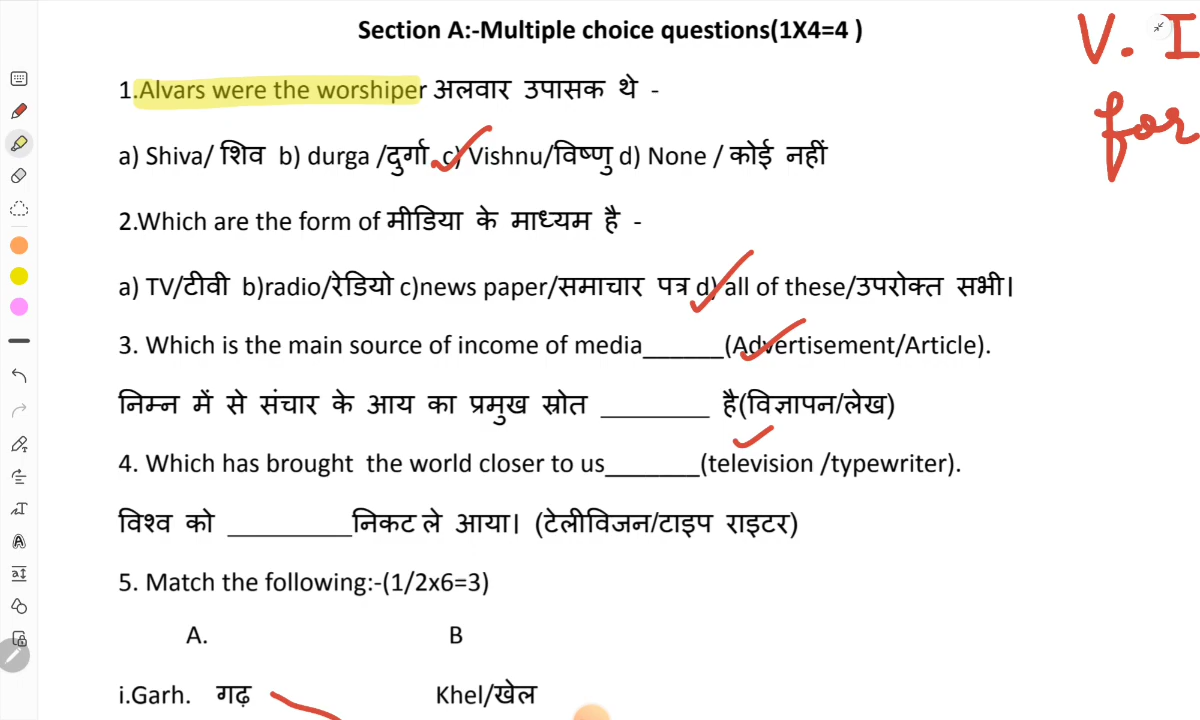 Section A:-Multiple choice questions(1X4=4 )
V. I
for
1.Alvars were the worshiper अलवार उपासक थे -
a) Shiva/ शिव b) durga /दुर्गा c) Vishnu/विष्णु d) None / कोई नहीं
2.Which are the form of मीडिया के माध्यम है -
a) TV/टीवी b)radio/रेडियो c)news paper/समाचार पत्र d) all of these/उपरोक्त सभी।
3. Which is the main source of income of media______(Advertisement/Article).
निम्न में से संचार के आय का प्रमुख स्रोत ________ है(विज्ञापन/लेख)
4. Which has brought the world closer to us_______(television /typewriter).
विश्व को _________निकट ले आया। (टेलीविजन/टाइप राइटर)
5. Match the following:-(1/2x6=3)
A. B
i.Garh. गढ़ Khel/खेल